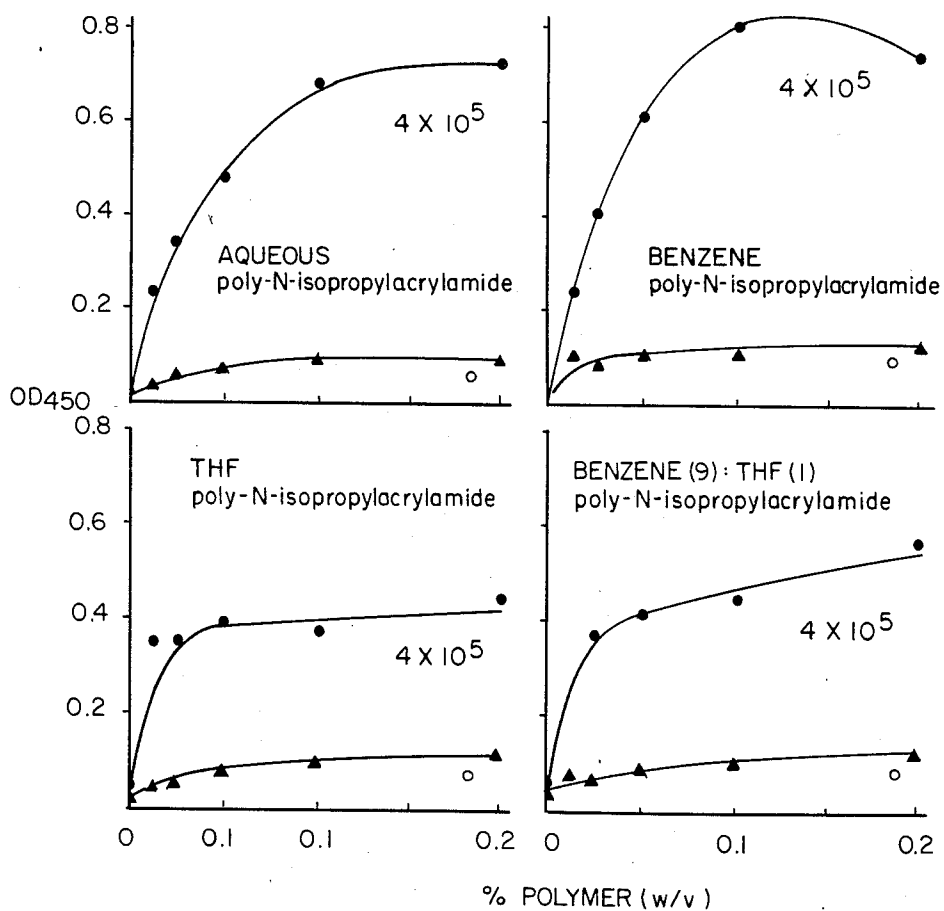 0.8
0.6
0.4
0.2
OD450
4 X 10^5
AQUEOUS
poly-N-isopropylacrylamide
4 X 10^5
BENZENE
poly-N-isopropylacrylamide
0.8
0.6
0.4
0.2
THF
poly-N-isopropylacrylamide
4 X 10^5
0 0.1 0.1 0.2
BENZENE (9) : THF (1)
poly-N-isopropylacrylamide
4 X 10^5
0 0.1 0.2
% POLYMER (w/v)